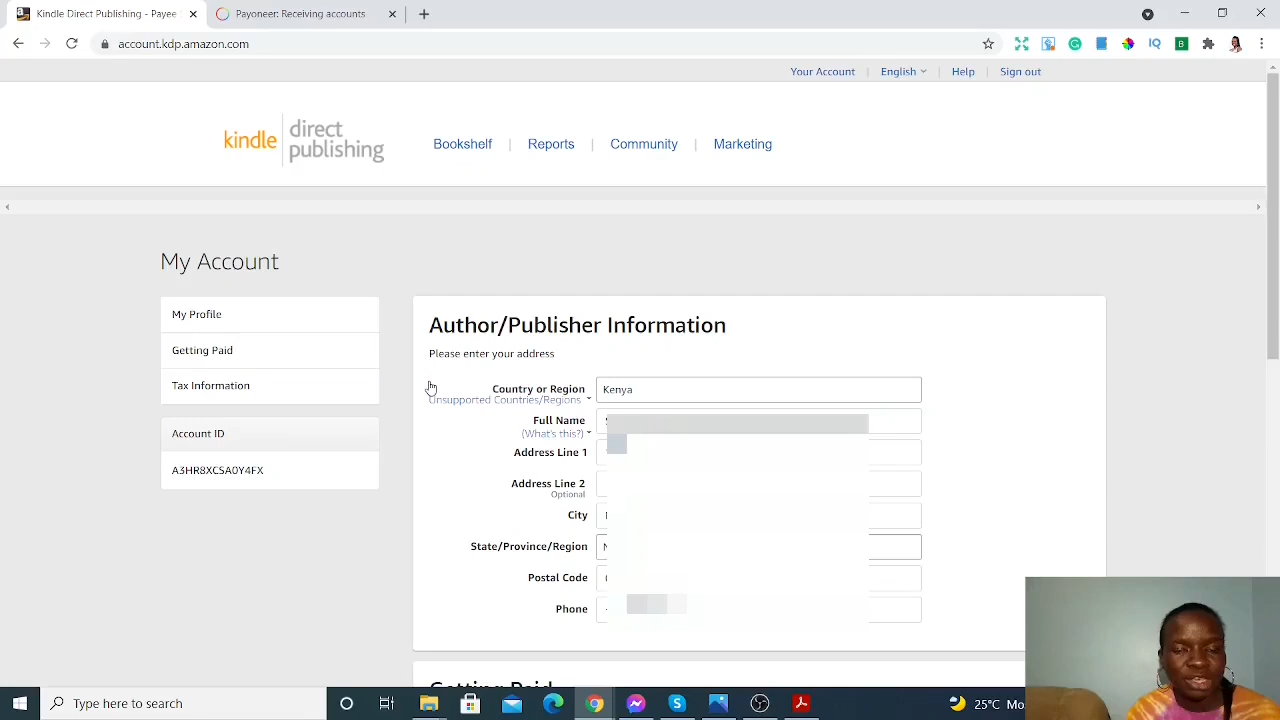 Kindle Direct Publishing - Payee
Payoneer: Receiving accounts
account.kdp.amazon.com
Your Account | English | Help | Sign out
kindle direct publishing
Bookshelf | Reports | Community | Marketing
My Account
My Profile
Getting Paid
Tax Information
Account ID
A3HR8XCSA0Y4FX
Author/Publisher Information
Please enter your address
Country or Region Kenya
Unsupported Countries/Regions
Full Name
(What's this?)
Address Line 1
Address Line 2
Optional
City
State/Province/Region
Postal Code
Phone
Getting Paid
Type here to search
25°C